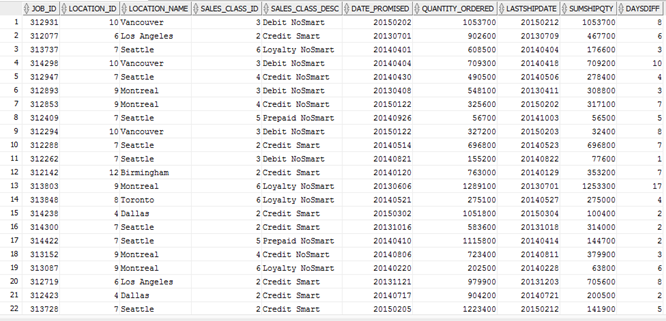 JOB_ID LOCATION_ID LOCATION_NAME SALES_CLASS_ID SALES_CLASS_DESC DATE_PROMISED QUANTITY_ORDERED LASTSHIPDATE SUMSHIPQTY DAYSDIFF
1 312931 10 Vancouver 3 Debit NoSmart 20150202 1053700 20150212 1053700 8
2 312077 6 Los Angeles 2 Credit Smart 20130701 902600 20130709 467700 6
3 313737 7 Seattle 6 Loyalty NoSmart 20140401 608500 20140404 176600 3
4 314298 10 Vancouver 3 Debit NoSmart 20140404 709300 20140418 709200 10
5 312947 7 Seattle 4 Credit NoSmart 20140430 490500 20140506 278400 4
6 312893 9 Montreal 3 Debit NoSmart 20130408 548100 20130411 308800 3
7 312853 9 Montreal 4 Credit NoSmart 20150122 325600 20150202 317100 7
8 312409 7 Seattle 5 Prepaid NoSmart 20140926 56700 20141003 56500 5
9 312294 10 Vancouver 3 Debit NoSmart 20150122 327200 20150203 32400 8
10 312288 7 Seattle 2 Credit Smart 20140514 696800 20140523 696800 7
11 312262 7 Seattle 3 Debit NoSmart 20140821 155200 20140822 77600 1
12 312142 12 Birmingham 2 Credit Smart 20140120 763000 20140129 353200 7
13 313803 9 Montreal 6 Loyalty NoSmart 20130606 1289100 20130701 1253300 17
14 313848 8 Toronto 6 Loyalty NoSmart 20140521 275100 20140527 275000 4
15 314238 4 Dallas 2 Credit Smart 20150302 1051800 20150304 100400 2
16 314300 7 Seattle 2 Credit Smart 20131016 583600 20131018 314000 2
17 314422 7 Seattle 5 Prepaid NoSmart 20140410 1115800 20140414 144700 2
18 313152 9 Montreal 4 Credit NoSmart 20140806 723400 20140811 379900 3
19 313087 9 Montreal 6 Loyalty NoSmart 20140220 202500 20140228 63800 6
20 312719 6 Los Angeles 2 Credit Smart 20131121 979900 20131203 705600 8
21 312423 4 Dallas 2 Credit Smart 20140717 904200 20140721 200500 2
22 313728 7 Seattle 2 Credit Smart 20150205 1223400 20150212 141900 5